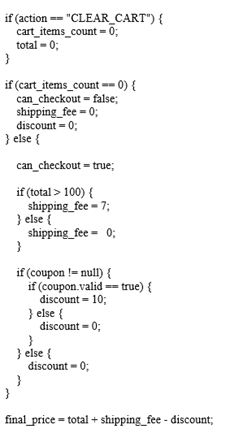 if (action == "CLEAR_CART") {
cart_items_count = 0;
total = 0;
}
if (cart_items_count == 0) {
can_checkout = false;
shipping_fee = 0;
discount = 0;
} else {
can_checkout = true;
if (total > 100) {
shipping_fee = 7;
} else {
shipping_fee =  0;
}
if (coupon != null) {
if (coupon.valid == true) {
discount = 10;
} else {
discount = 0;
}
} else {
discount = 0;
}
}
final_price = total + shipping_fee - discount;